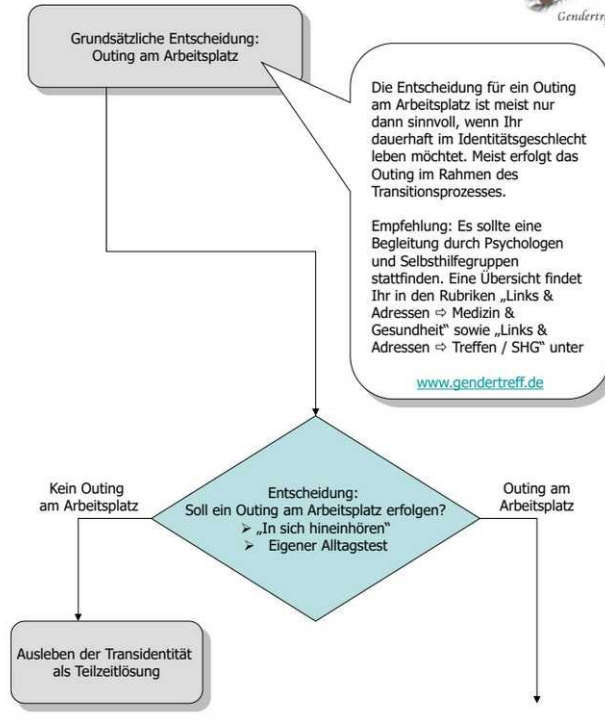 Grundsätzliche Entscheidung:
Outing am Arbeitsplatz
Die Entscheidung für ein Outing
am Arbeitsplatz ist meist nur
dann sinnvoll, wenn Ihr
dauerhaft im Identitätsgeschlecht
leben möchtet. Meist erfolgt das
Outing im Rahmen des
Transitionsprozesses.
Empfehlung: Es sollte eine
Begleitung durch Psychologen
und Selbsthilfegruppen
stattfinden. Eine Übersicht findet
Ihr in den Rubriken „Links &
Adressen ⇨ Medizin &
Gesundheit“ sowie „Links &
Adressen ⇨ Treffen / SHG“ unter
www.gendertreff.de
Kein Outing
am Arbeitsplatz
Entscheidung:
Soll ein Outing am Arbeitsplatz erfolgen?
➢ „In sich hineinhören“
➢ Eigener Alltagstest
Outing am
Arbeitsplatz
Ausleben der Transidentität
als Teilzeitlösung